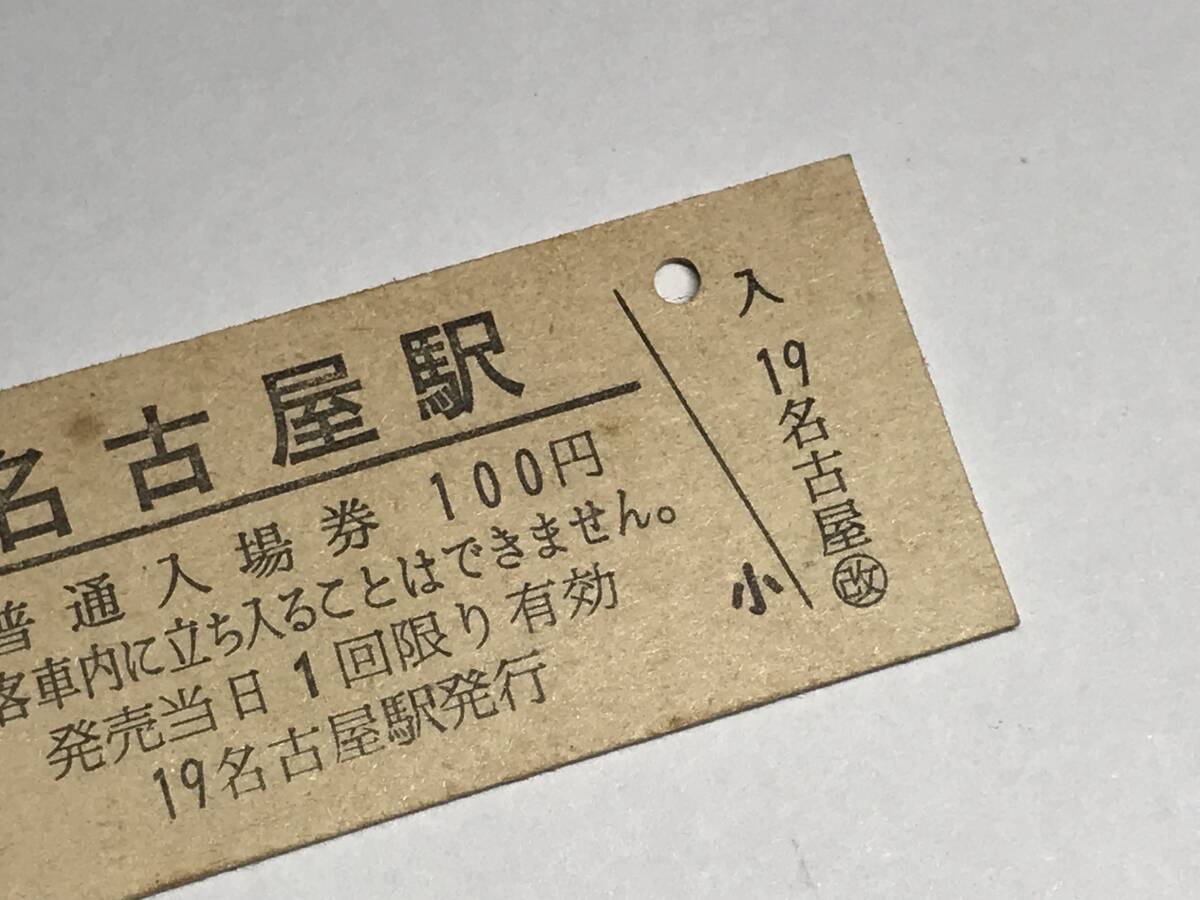 名古屋駅
普通入場券 100円
客車内に立ち入ることはできません。
発売当日1回限り有効
19名古屋駅発行
小
入
19名古屋㊨改